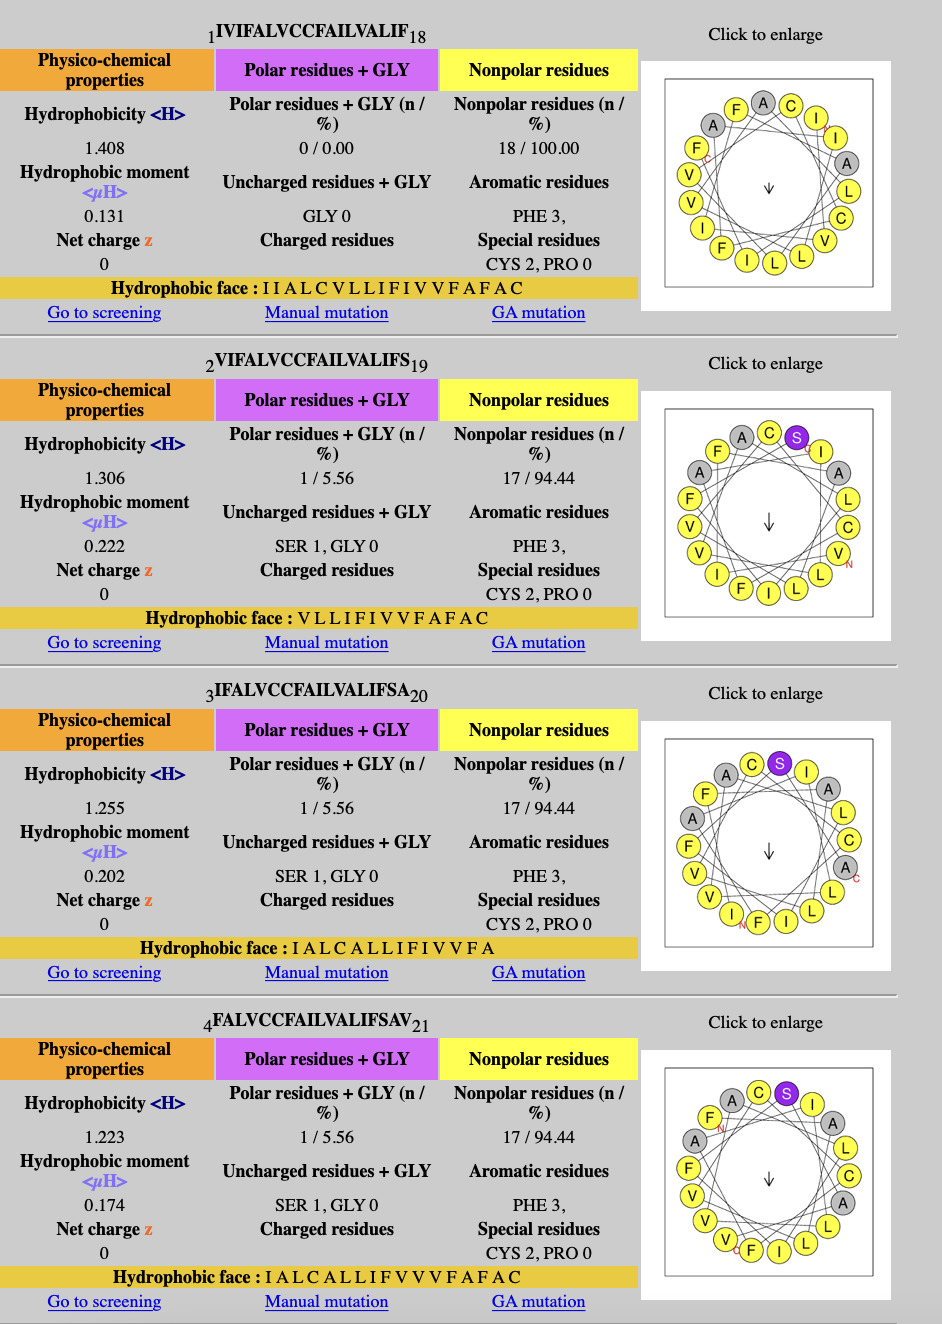 1IVIFALVCCFAILVALIF18
Click to enlarge
Physico-chemical properties
Polar residues + GLY
Nonpolar residues
Hydrophobicity <H>
Polar residues + GLY (n / %)
Nonpolar residues (n / %)
1.408
0 / 0.00
18 / 100.00
Hydrophobic moment <μH>
Uncharged residues + GLY
Aromatic residues
0.131
GLY 0
PHE 3,
Net charge z
Charged residues
Special residues
0
CYS 2, PRO 0
Hydrophobic face : I I A L C V L L I F I V V F A F A C
Go to screening
Manual mutation
GA mutation
A C I I A L C V L L I F I V V F A F
N
C
2VIFALVCCFAILVALIFS19
Click to enlarge
Physico-chemical properties
Polar residues + GLY
Nonpolar residues
Hydrophobicity <H>
Polar residues + GLY (n / %)
Nonpolar residues (n / %)
1.306
1 / 5.56
17 / 94.44
Hydrophobic moment <μH>
Uncharged residues + GLY
Aromatic residues
0.222
SER 1, GLY 0
PHE 3,
Net charge z
Charged residues
Special residues
0
CYS 2, PRO 0
Hydrophobic face : V L L I F I V V F A F A C
Go to screening
Manual mutation
GA mutation
C S I A L C V L L I F I V V F A F A
C
N
3IFALVCCFAILVALIFSA20
Click to enlarge
Physico-chemical properties
Polar residues + GLY
Nonpolar residues
Hydrophobicity <H>
Polar residues + GLY (n / %)
Nonpolar residues (n / %)
1.255
1 / 5.56
17 / 94.44
Hydrophobic moment <μH>
Uncharged residues + GLY
Aromatic residues
0.202
SER 1, GLY 0
PHE 3,
Net charge z
Charged residues
Special residues
0
CYS 2, PRO 0
Hydrophobic face : I A L C A L L I F I V V F A
Go to screening
Manual mutation
GA mutation
C S I A L C A L L I F I V V F A F A
C
N
4FALVCCFAILVALIFSAV21
Click to enlarge
Physico-chemical properties
Polar residues + GLY
Nonpolar residues
Hydrophobicity <H>
Polar residues + GLY (n / %)
Nonpolar residues (n / %)
1.223
1 / 5.56
17 / 94.44
Hydrophobic moment <μH>
Uncharged residues + GLY
Aromatic residues
0.174
SER 1, GLY 0
PHE 3,
Net charge z
Charged residues
Special residues
0
CYS 2, PRO 0
Hydrophobic face : I A L C A L L I F V V V F A F A C
Go to screening
Manual mutation
GA mutation
C S I A L C A L L I F V V V F A F A
N
C